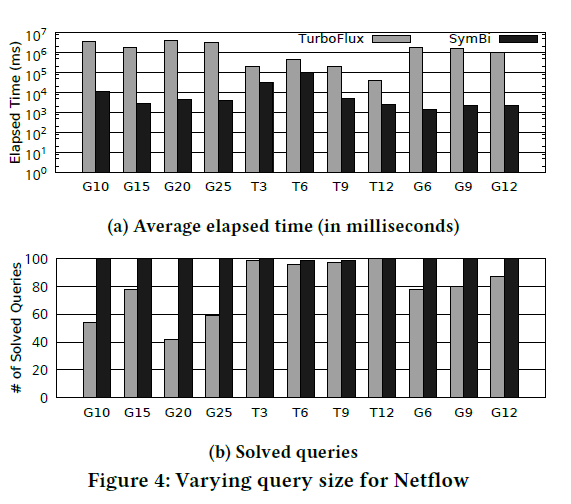 TurboFlux SymBi
Elapsed Time (ms)
10^7
10^6
10^5
10^4
10^3
10^2
10^1
10^0
G10 G15 G20 G25 T3 T6 T9 T12 G6 G9 G12
(a) Average elapsed time (in milliseconds)
# of Solved Queries
100
80
60
40
20
0
G10 G15 G20 G25 T3 T6 T9 T12 G6 G9 G12
(b) Solved queries
Figure 4: Varying query size for Netflow